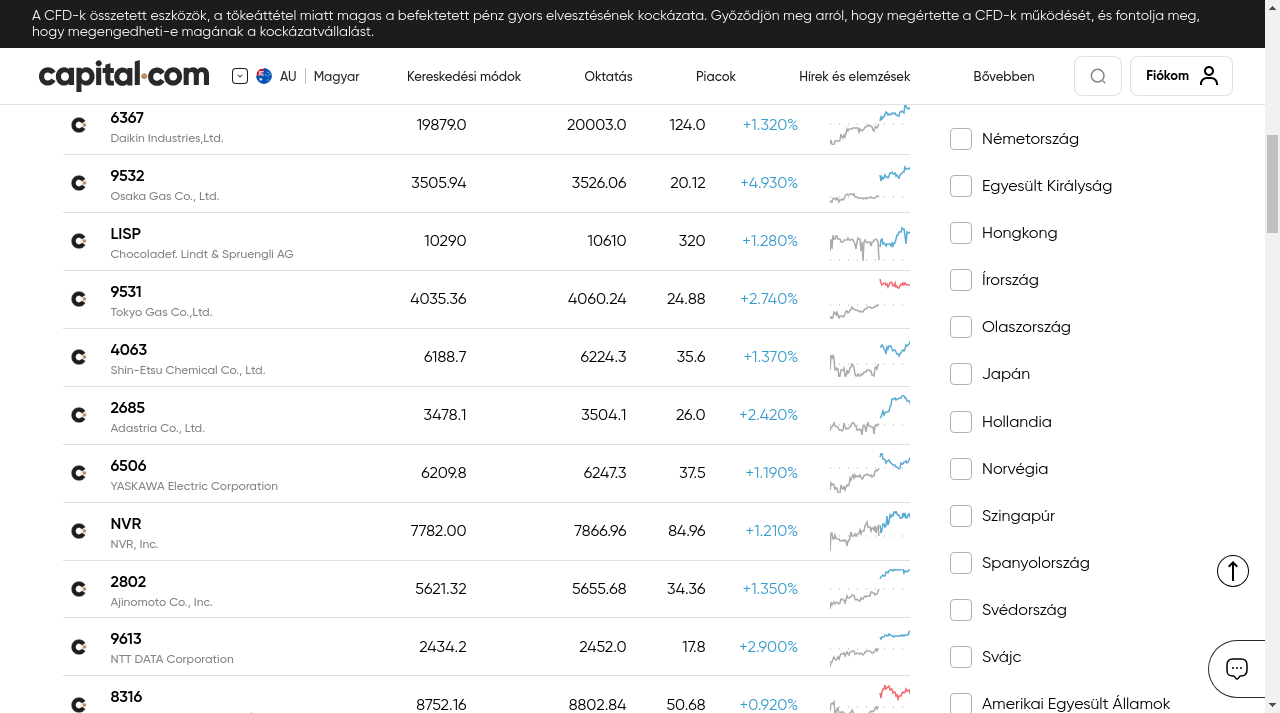 A CFD-k összetett eszközök, a tőkeáttétel miatt magas a befektetett pénz gyors elvesztésének kockázata. Győződjön meg arról, hogy megértette a CFD-k működését, és fontolja meg,
hogy megengedheti-e magának a kockázatvállalást.
capital.com AU Magyar Kereskedési módok Oktatás Piacok Hírek és elemzések Bővebben Fiókom
6367 19879.0 20003.0 124.0 +1.320%
Daikin Industries,Ltd.
9532 3505.94 3526.06 20.12 +4.930%
Osaka Gas Co., Ltd.
LISP 10290 10610 320 +1.280%
Chocoladef. Lindt & Spruengli AG
9531 4035.36 4060.24 24.88 +2.740%
Tokyo Gas Co.,Ltd.
4063 6188.7 6224.3 35.6 +1.370%
Shin-Etsu Chemical Co., Ltd.
2685 3478.1 3504.1 26.0 +2.420%
Adastria Co., Ltd.
6506 6209.8 6247.3 37.5 +1.190%
YASKAWA Electric Corporation
NVR 7782.00 7866.96 84.96 +1.210%
NVR, Inc.
2802 5621.32 5655.68 34.36 +1.350%
Ajinomoto Co., Inc.
9613 2434.2 2452.0 17.8 +2.900%
NTT DATA Corporation
8316 8752.16 8802.84 50.68 +0.920%
Németország
Egyesült Királyság
Hongkong
Írország
Olaszország
Japán
Hollandia
Norvégia
Szingapúr
Spanyolország
Svédország
Svájc
Amerikai Egyesült Államok